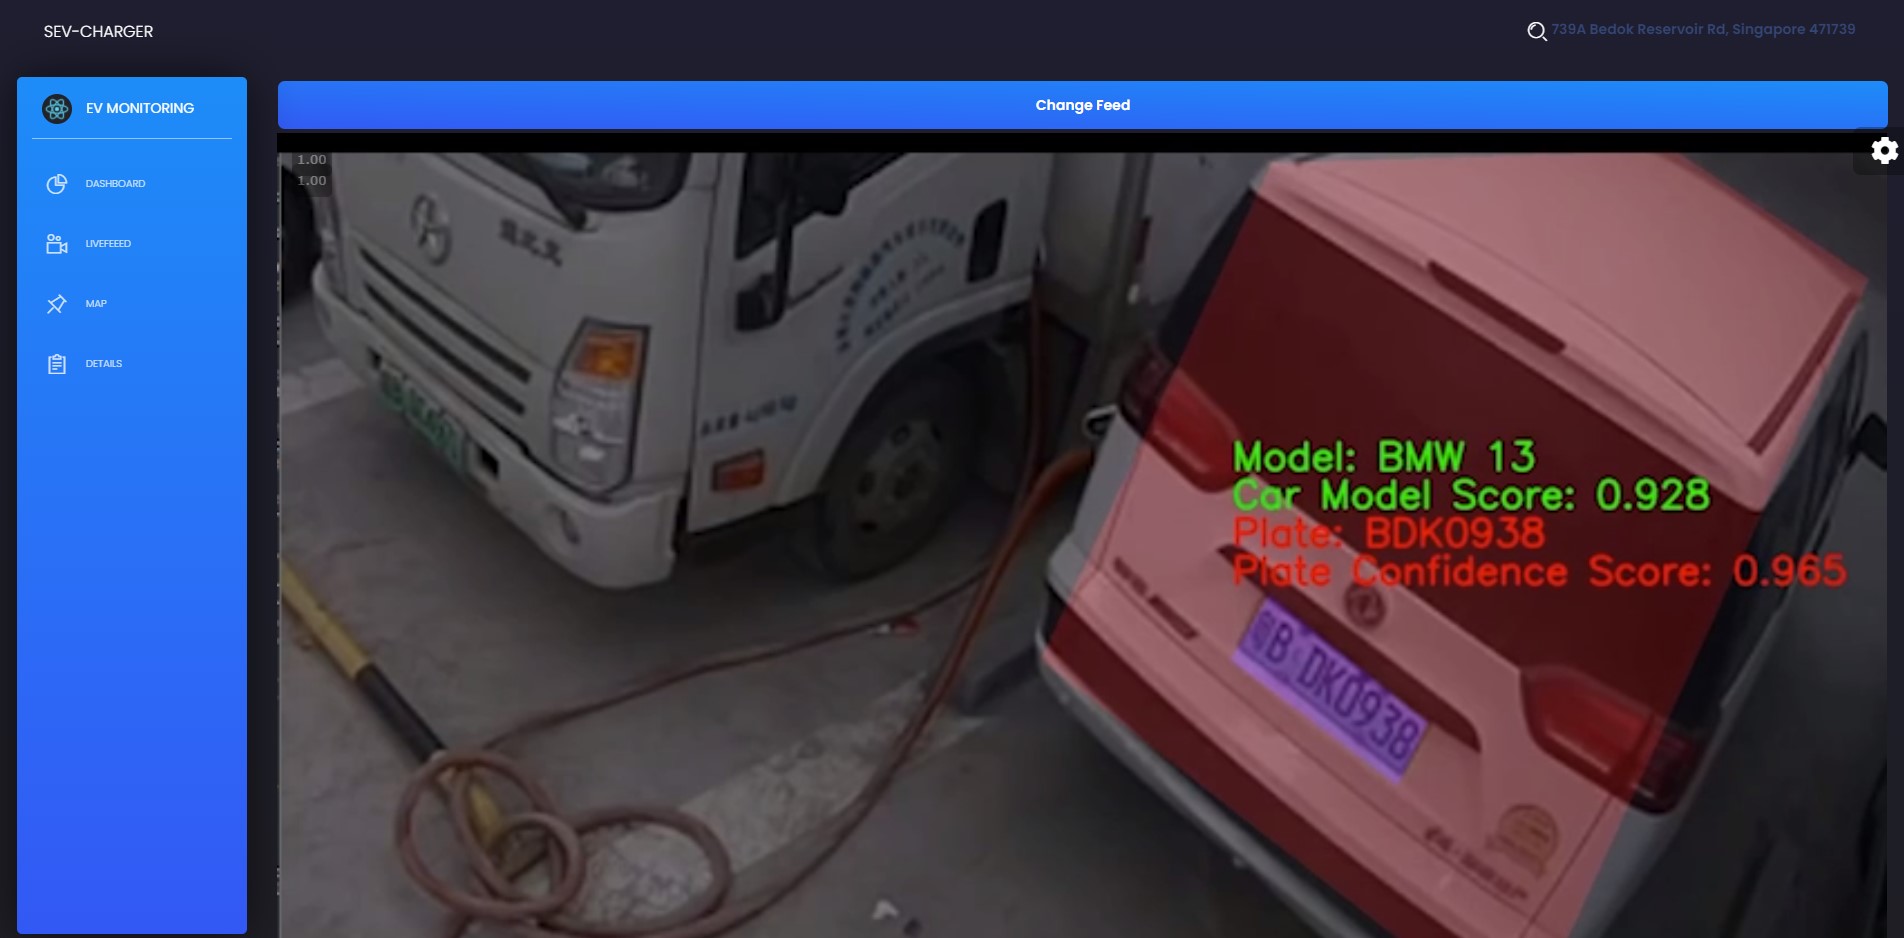 SEV-CHARGER
739A Bedok Reservoir Rd, Singapore 471739
EV MONITORING
DASHBOARD
LIVEFEEED
MAP
DETAILS
Change Feed
1.00
1.00
Model: BMW 13
Car Model Score: 0.928
Plate: BDK0938
Plate Confidence Score: 0.965
B·DK0938